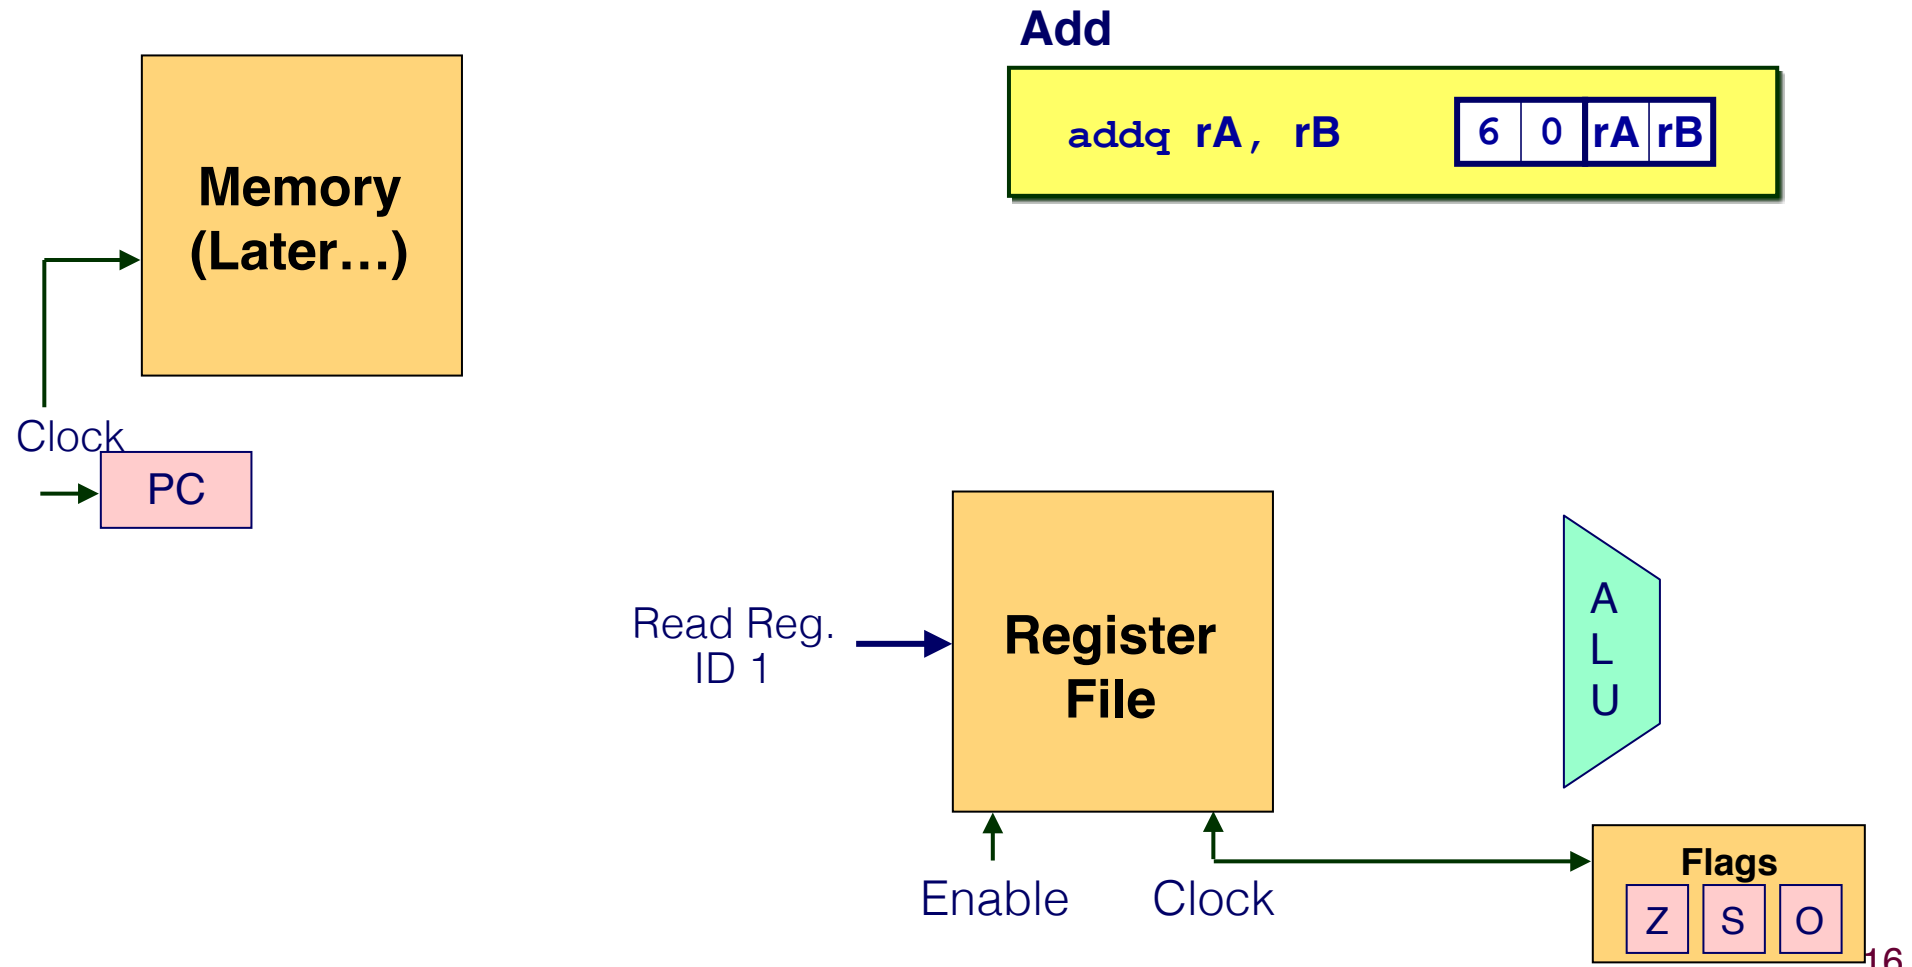 Add
addq rA, rB
6 0 rA rB
Memory
(Later…)
Clock
PC
Read Reg.
ID 1
Register
File
A
L
U
Enable
Clock
Flags
Z S O
16